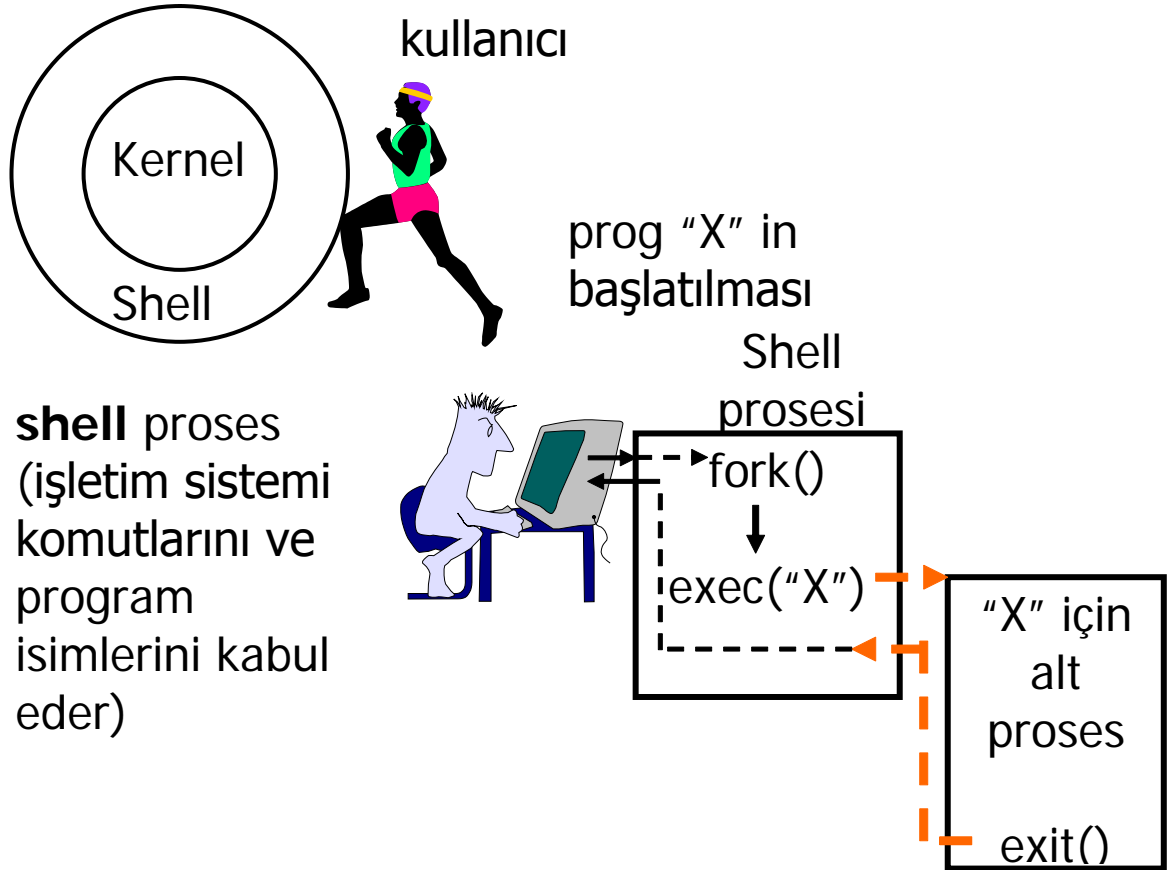 kullanıcı
Kernel
Shell
prog “X” in
başlatılması
shell proses
(işletim sistemi
komutlarını ve
program
isimlerini kabul
eder)
Shell
prosesi
fork()
exec(“X”)
“X” için
alt
proses
exit()